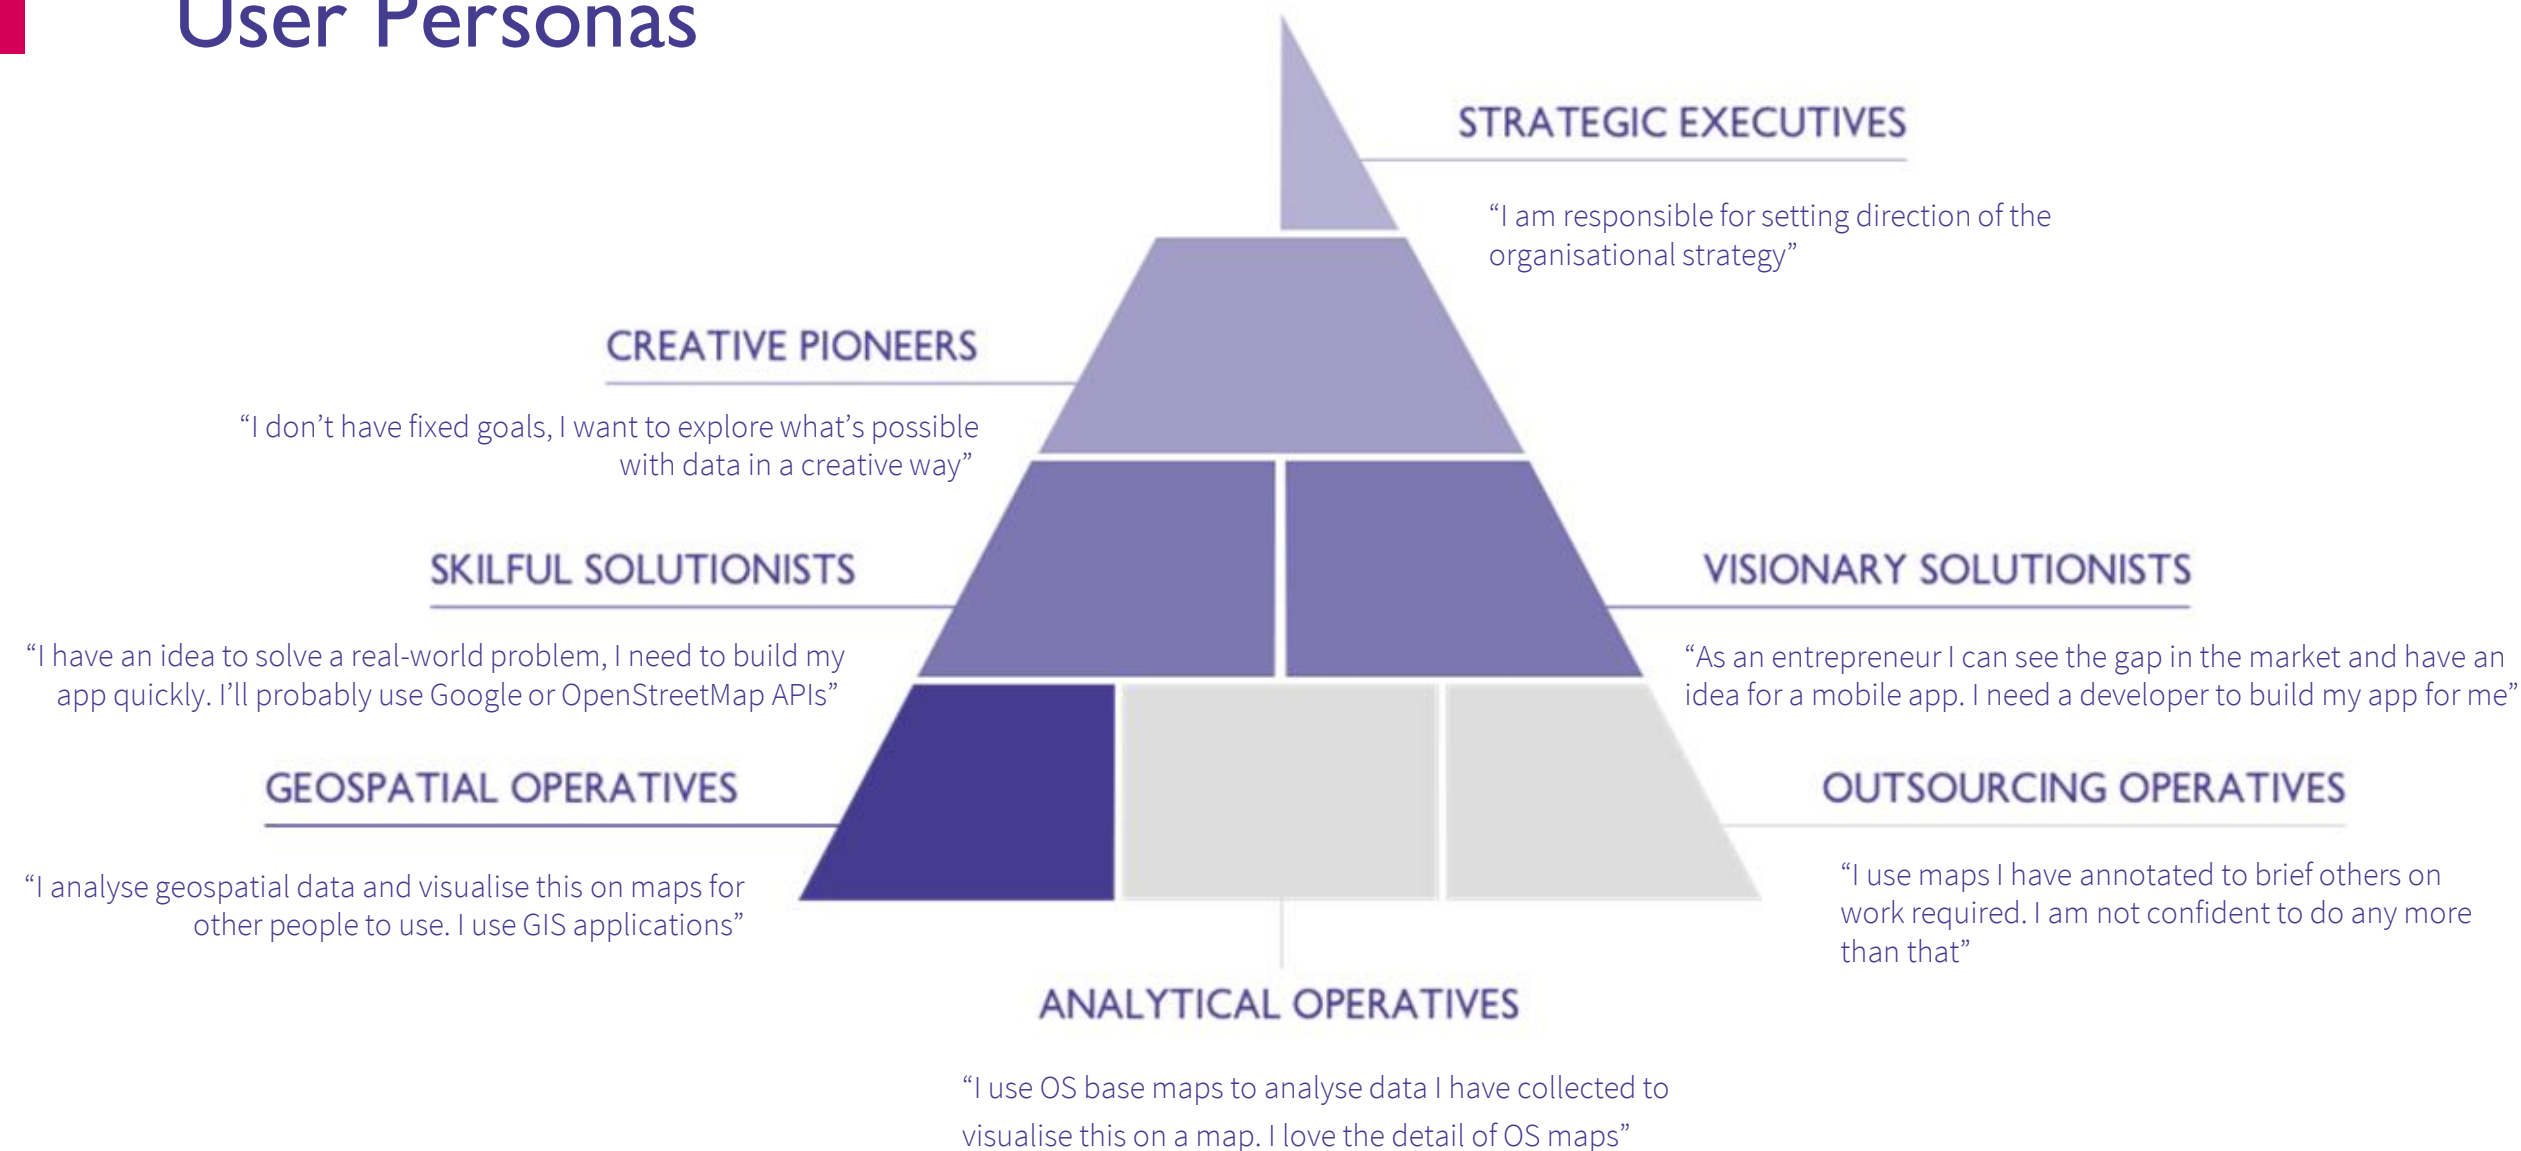 User Personas
STRATEGIC EXECUTIVES
“I am responsible for setting direction of the
organisational strategy”
CREATIVE PIONEERS
“I don’t have fixed goals, I want to explore what’s possible
with data in a creative way”
SKILFUL SOLUTIONISTS
“I have an idea to solve a real-world problem, I need to build my
app quickly. I’ll probably use Google or OpenStreetMap APIs”
VISIONARY SOLUTIONISTS
“As an entrepreneur I can see the gap in the market and have an
idea for a mobile app. I need a developer to build my app for me”
GEOSPATIAL OPERATIVES
“I analyse geospatial data and visualise this on maps for
other people to use. I use GIS applications”
OUTSOURCING OPERATIVES
“I use maps I have annotated to brief others on
work required. I am not confident to do any more
than that”
ANALYTICAL OPERATIVES
“I use OS base maps to analyse data I have collected to
visualise this on a map. I love the detail of OS maps”